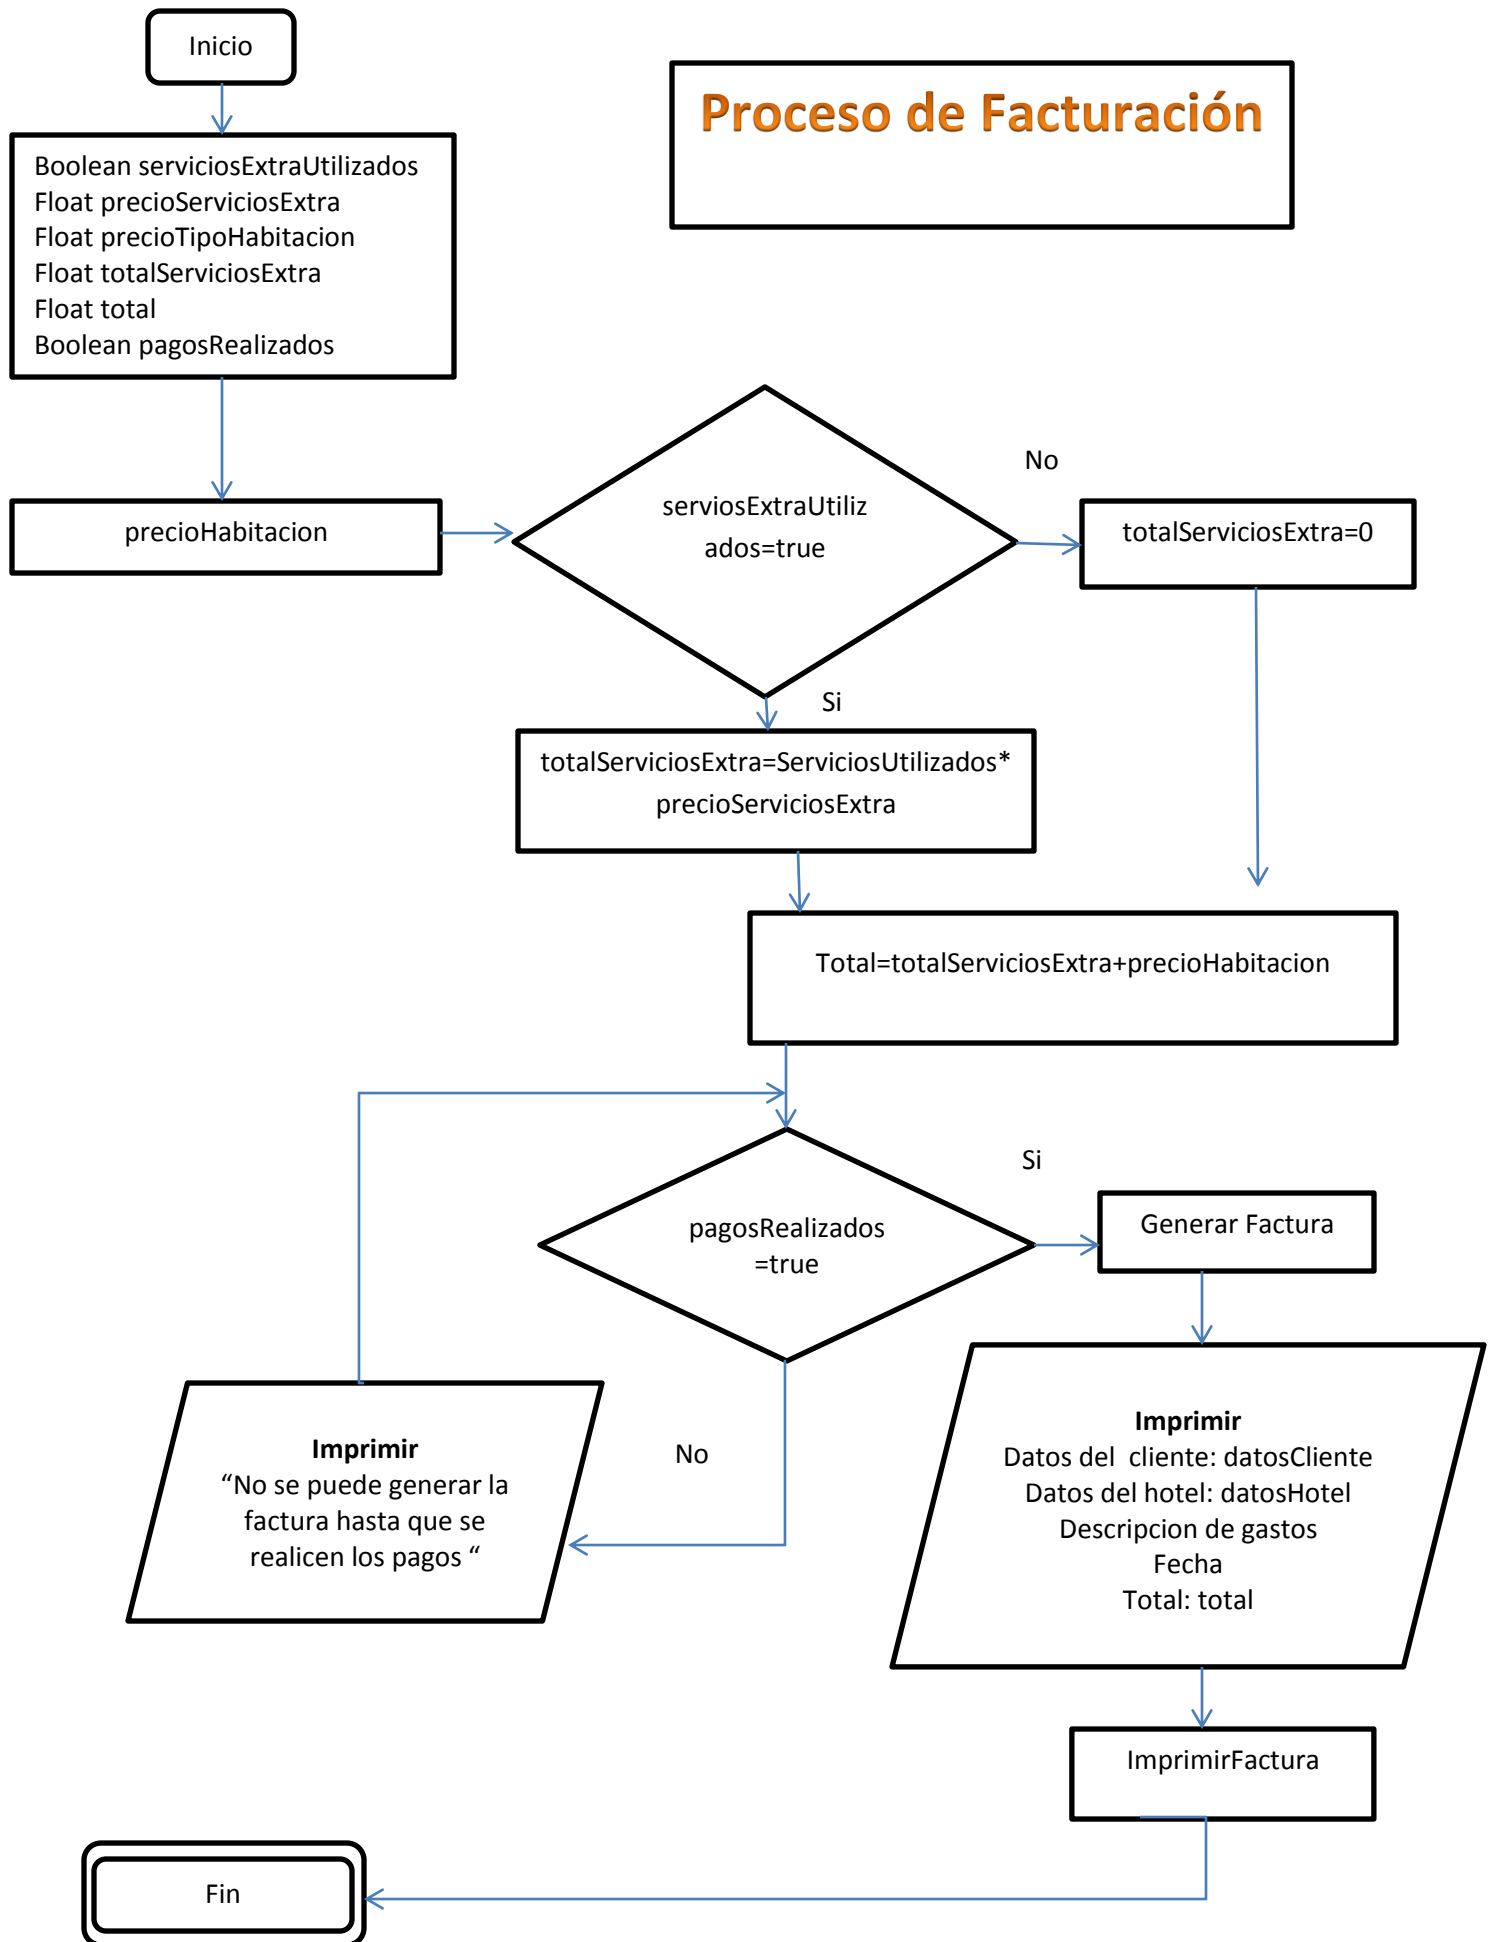 Inicio
Proceso de Facturación
Boolean serviciosExtraUtilizados
Float precioServiciosExtra
Float precioTipoHabitacion
Float totalServiciosExtra
Float total
Boolean pagosRealizados
precioHabitacion
serviosExtraUtiliz
ados=true
No
totalServiciosExtra=0
Si
totalServiciosExtra=ServiciosUtilizados*
precioServiciosExtra
Total=totalServiciosExtra+precioHabitacion
pagosRealizados
=true
Si
Generar Factura
No
Imprimir
“No se puede generar la
factura hasta que se
realicen los pagos “
Imprimir
Datos del  cliente: datosCliente
Datos del hotel: datosHotel
Descripcion de gastos
Fecha
Total: total
ImprimirFactura
Fin